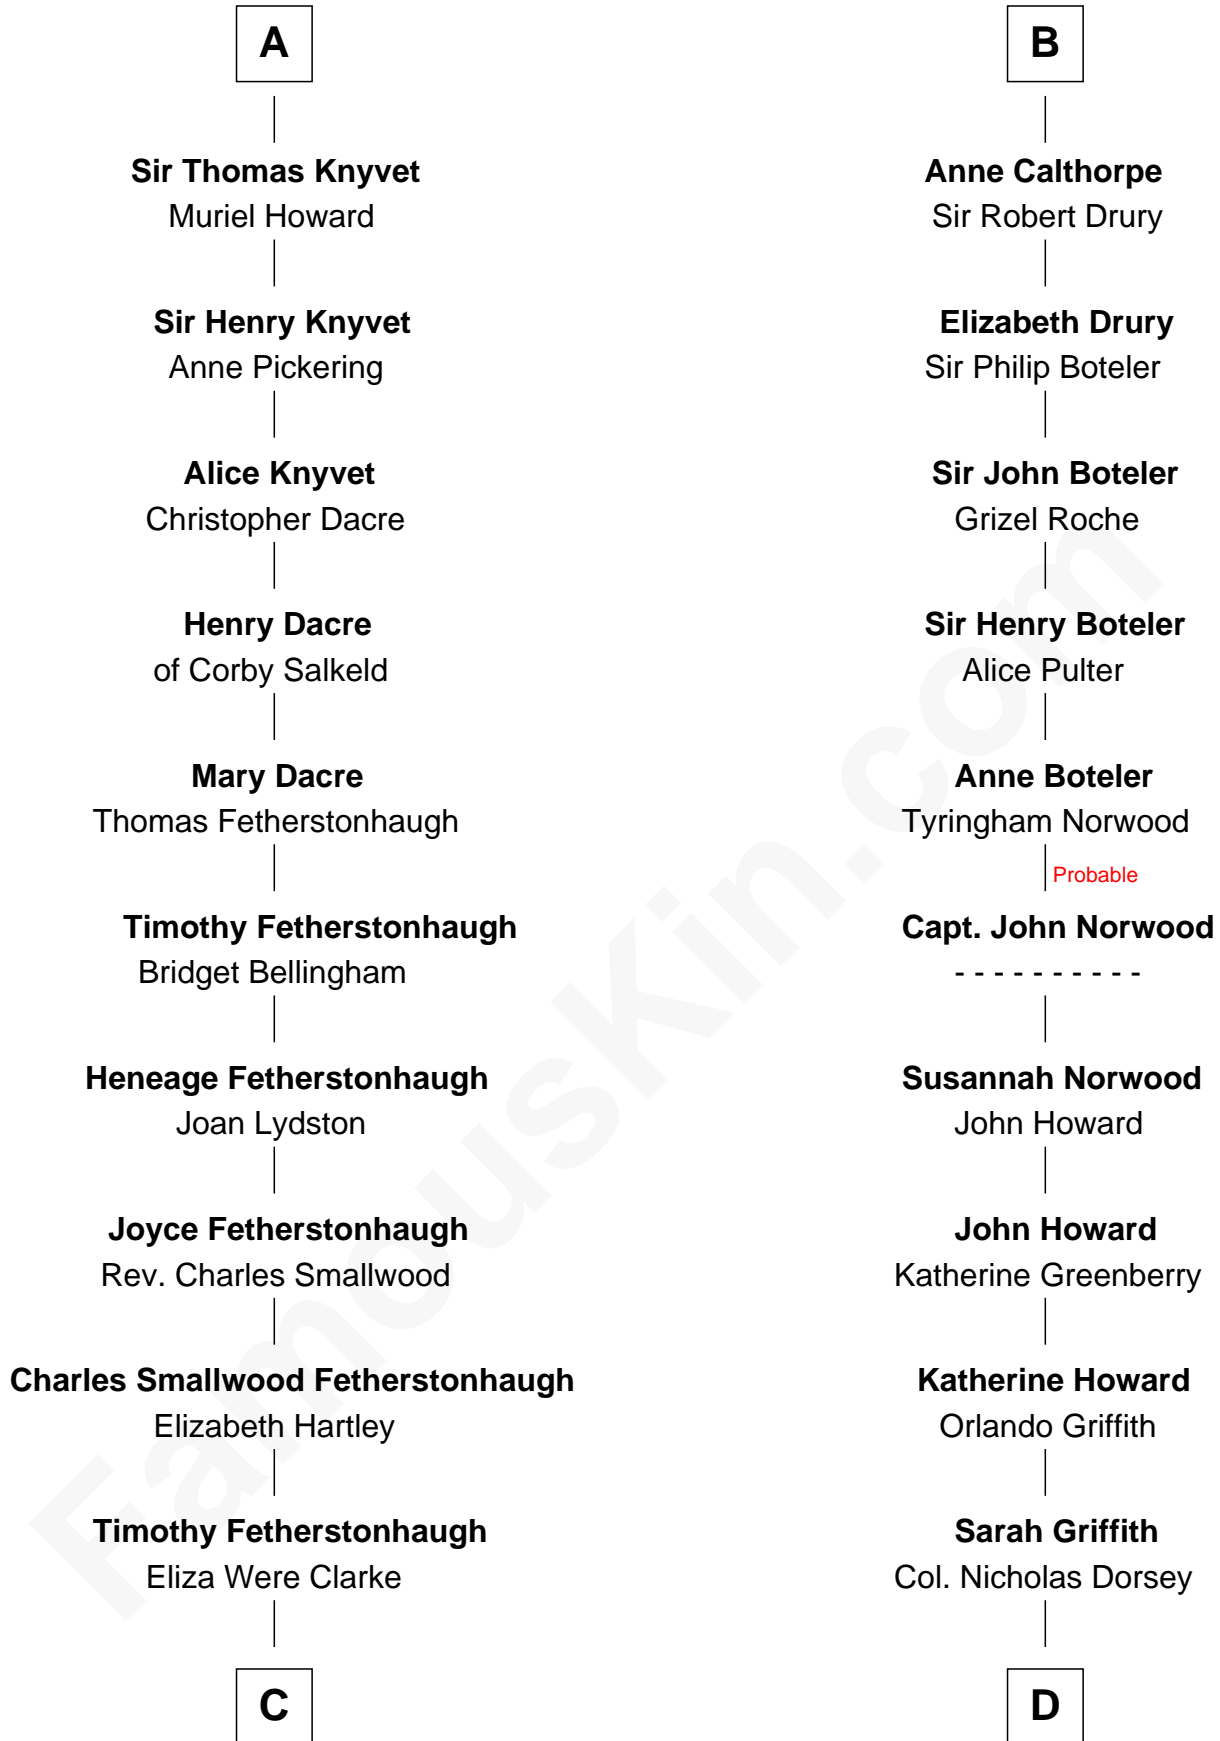 A
Sir Thomas Knyvet
Muriel Howard
Sir Henry Knyvet
Anne Pickering
Alice Knyvet
Christopher Dacre
Henry Dacre
of Corby Salkeld
Mary Dacre
Thomas Fetherstonhaugh
Timothy Fetherstonhaugh
Bridget Bellingham
Heneage Fetherstonhaugh
Joan Lydston
Joyce Fetherstonhaugh
Rev. Charles Smallwood
Charles Smallwood Fetherstonhaugh
Elizabeth Hartley
Timothy Fetherstonhaugh
Eliza Were Clarke
C
B
Anne Calthorpe
Sir Robert Drury
Elizabeth Drury
Sir Philip Boteler
Sir John Boteler
Grizel Roche
Sir Henry Boteler
Alice Pulter
Anne Boteler
Tyringham Norwood
Probable
Capt. John Norwood
- - - - - - - - - -
Susannah Norwood
John Howard
John Howard
Katherine Greenberry
Katherine Howard
Orlando Griffith
Sarah Griffith
Col. Nicholas Dorsey
D
FamousKin.com